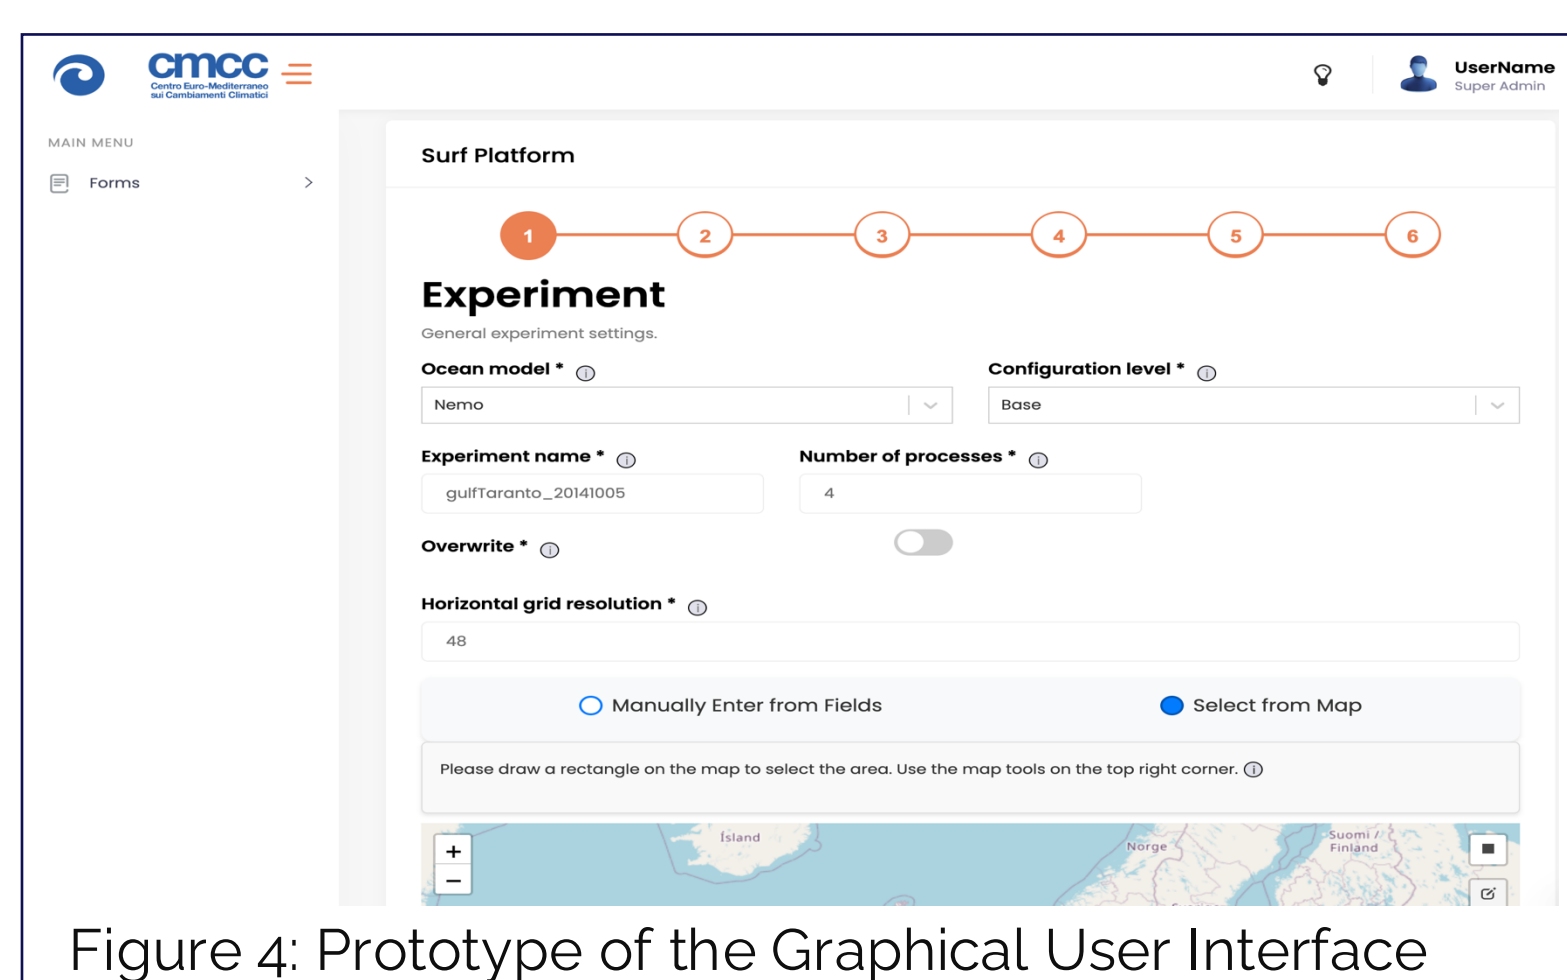 cmcc
Centro Euro-Mediterraneo
sui Cambiamenti Climatici
UserName
Super Admin
MAIN MENU
Forms
Surf Platform
1 2 3 4 5 6
Experiment
General experiment settings.
Ocean model * Configuration level *
Nemo Base
Experiment name * Number of processes *
gulfTaranto_20141005 4
Overwrite *
Horizontal grid resolution *
48
Manually Enter from Fields Select from Map
Please draw a rectangle on the map to select the area. Use the map tools on the top right corner.
+
−
Ísland
Norge
Suomi /
Finland
Figure 4: Prototype of the Graphical User Interface